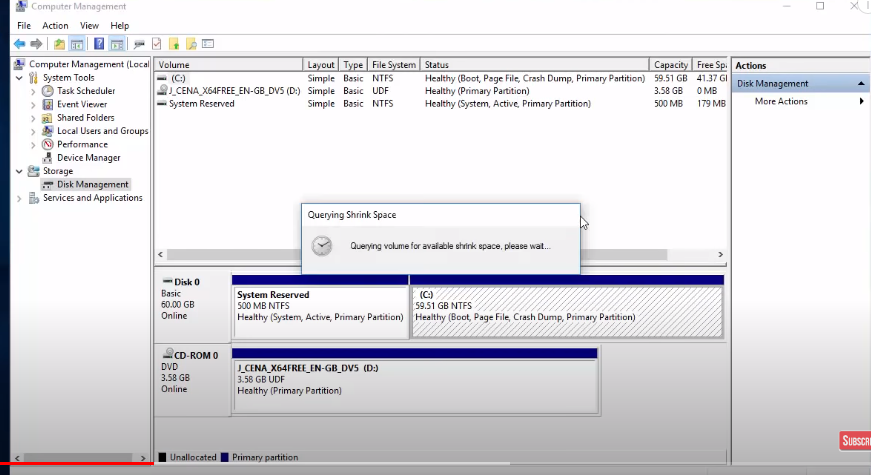 Computer Management
File Action View Help
Computer Management (Local
System Tools
Task Scheduler
Event Viewer
Shared Folders
Local Users and Groups
Performance
Device Manager
Storage
Disk Management
Services and Applications
Volume Layout Type File System Status Capacity Free Spa
(C:) Simple Basic NTFS Healthy (Boot, Page File, Crash Dump, Primary Partition) 59.51 GB 41.37 G
J_CENA_X64FREE_EN-GB_DV5 (D:) Simple Basic UDF Healthy (Primary Partition) 3.58 GB 0 MB
System Reserved Simple Basic NTFS Healthy (System, Active, Primary Partition) 500 MB 179 MB
Actions
Disk Management
More Actions
Querying Shrink Space
Querying volume for available shrink space, please wait...
Disk 0
Basic
60.00 GB
Online
System Reserved
500 MB NTFS
Healthy (System, Active, Primary Partition)
(C:)
59.51 GB NTFS
Healthy (Boot, Page File, Crash Dump, Primary Partition)
CD-ROM 0
DVD
3.58 GB
Online
J_CENA_X64FREE_EN-GB_DV5 (D:)
3.58 GB UDF
Healthy (Primary Partition)
Unallocated Primary partition
SUBSCRI